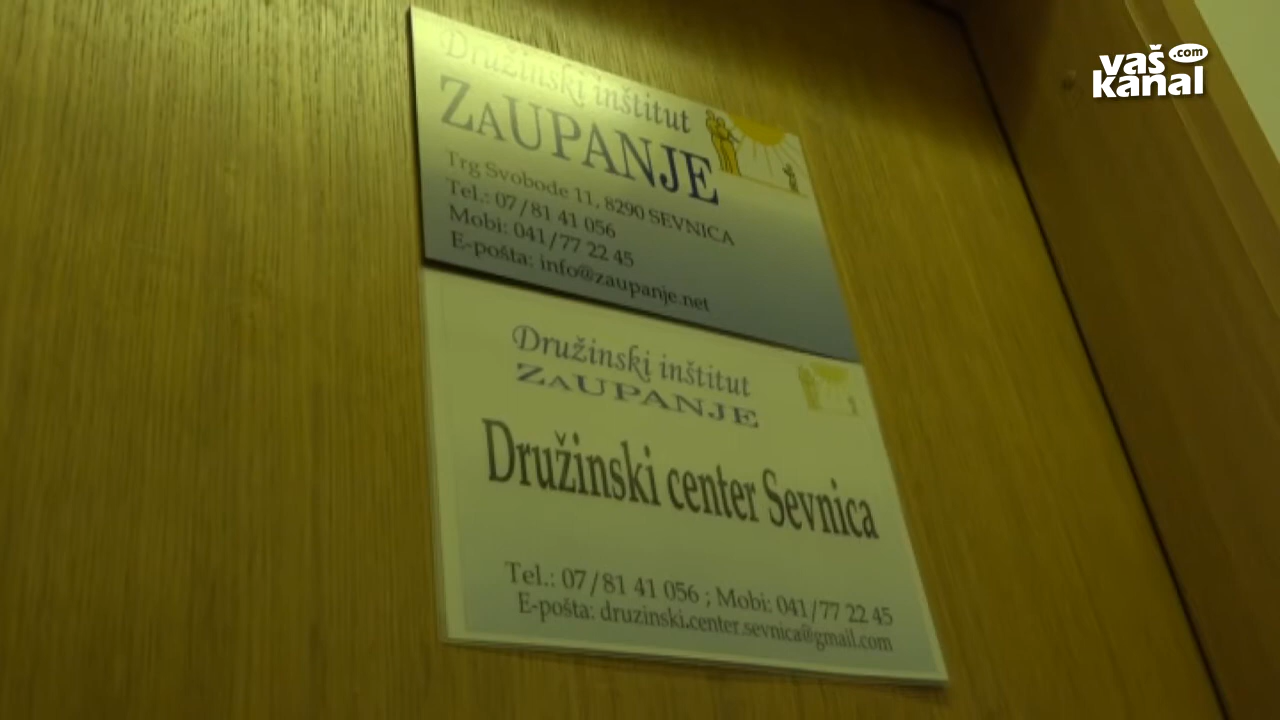 vaš .com
kanal
Družinski inštitut
ZAUPANJE
Trg Svobode 11, 8290 SEVNICA
Tel.: 07/81 41 056
Mobi: 041/77 22 45
E-pošta: info@zaupanje.net
Družinski inštitut
ZAUPANJE
Družinski center Sevnica
Tel.: 07/81 41 056 ; Mobi: 041/77 22 45
E-pošta: druzinski.center.sevnica@gmail.com